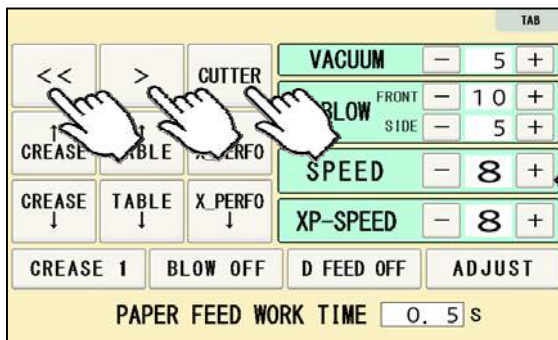 TAB
<< > CUTTER
VACUUM − 5 +
BLOW FRONT − 10 +
SIDE − 5 +
↑ ↑
CREASE X_PERFO
SPEED − 8 +
CREASE TABLE X_PERFO
↓ ↓ ↓
XP-SPEED − 8 +
CREASE 1 BLOW OFF D FEED OFF ADJUST
PAPER FEED WORK TIME 0. 5 S